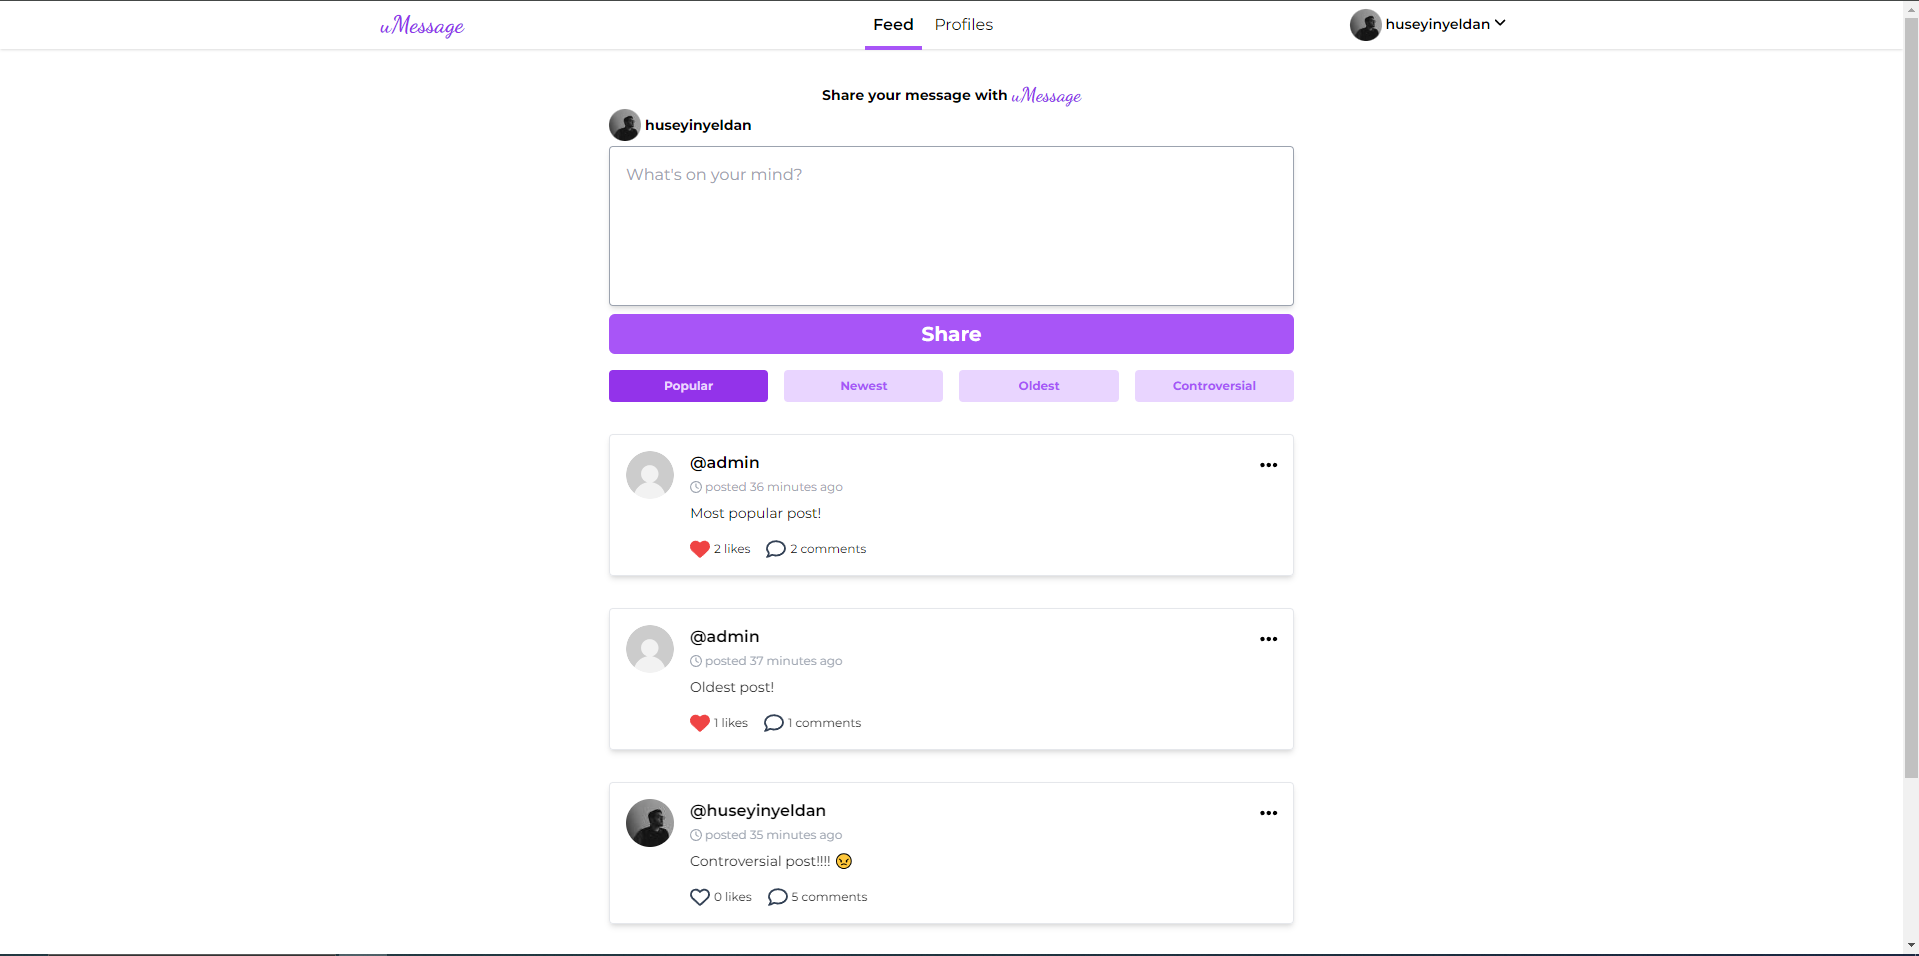 uMessage
Feed
Profiles
huseyinyeldan
Share your message with uMessage
huseyinyeldan
What's on your mind?
Share
Popular
Newest
Oldest
Controversial
@admin
posted 36 minutes ago
Most popular post!
2 likes
2 comments
@admin
posted 37 minutes ago
Oldest post!
1 likes
1 comments
@huseyinyeldan
posted 35 minutes ago
Controversial post!!!! 😠
0 likes
5 comments